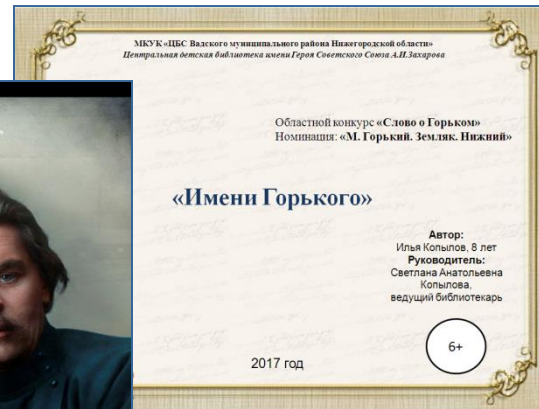 МКУК «ЦБС Вадского муниципального района Нижегородской области»
Центральная детская библиотека имени Героя Советского Союза А.И.Захарова
Областной конкурс «Слово о Горьком»
Номинация: «М. Горький. Земляк. Нижний»
«Имени Горького»
Автор:
Илья Копылов, 8 лет
Руководитель:
Светлана Анатольевна
Копылова,
ведущий библиотекарь
6+
2017 год